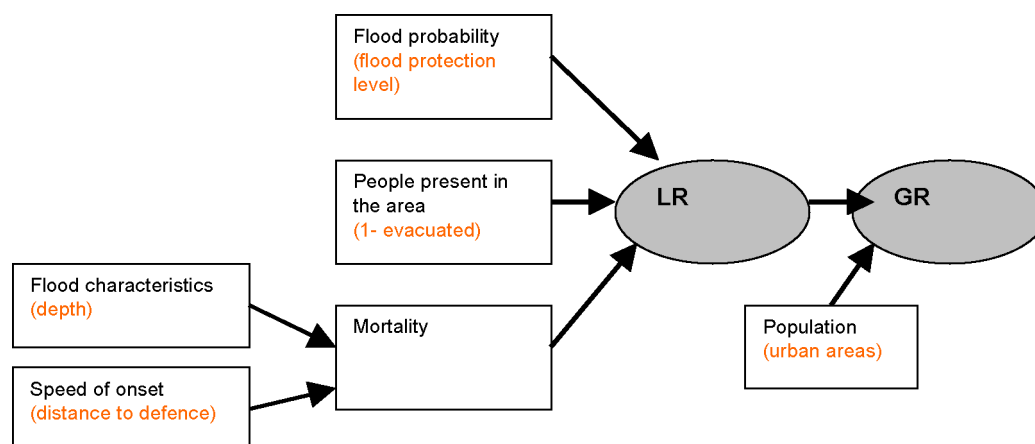 Flood probability
(flood protection
level)
People present in
the area
(1- evacuated)
LR
GR
Flood characteristics
(depth)
Mortality
Population
(urban areas)
Speed of onset
(distance to defence)